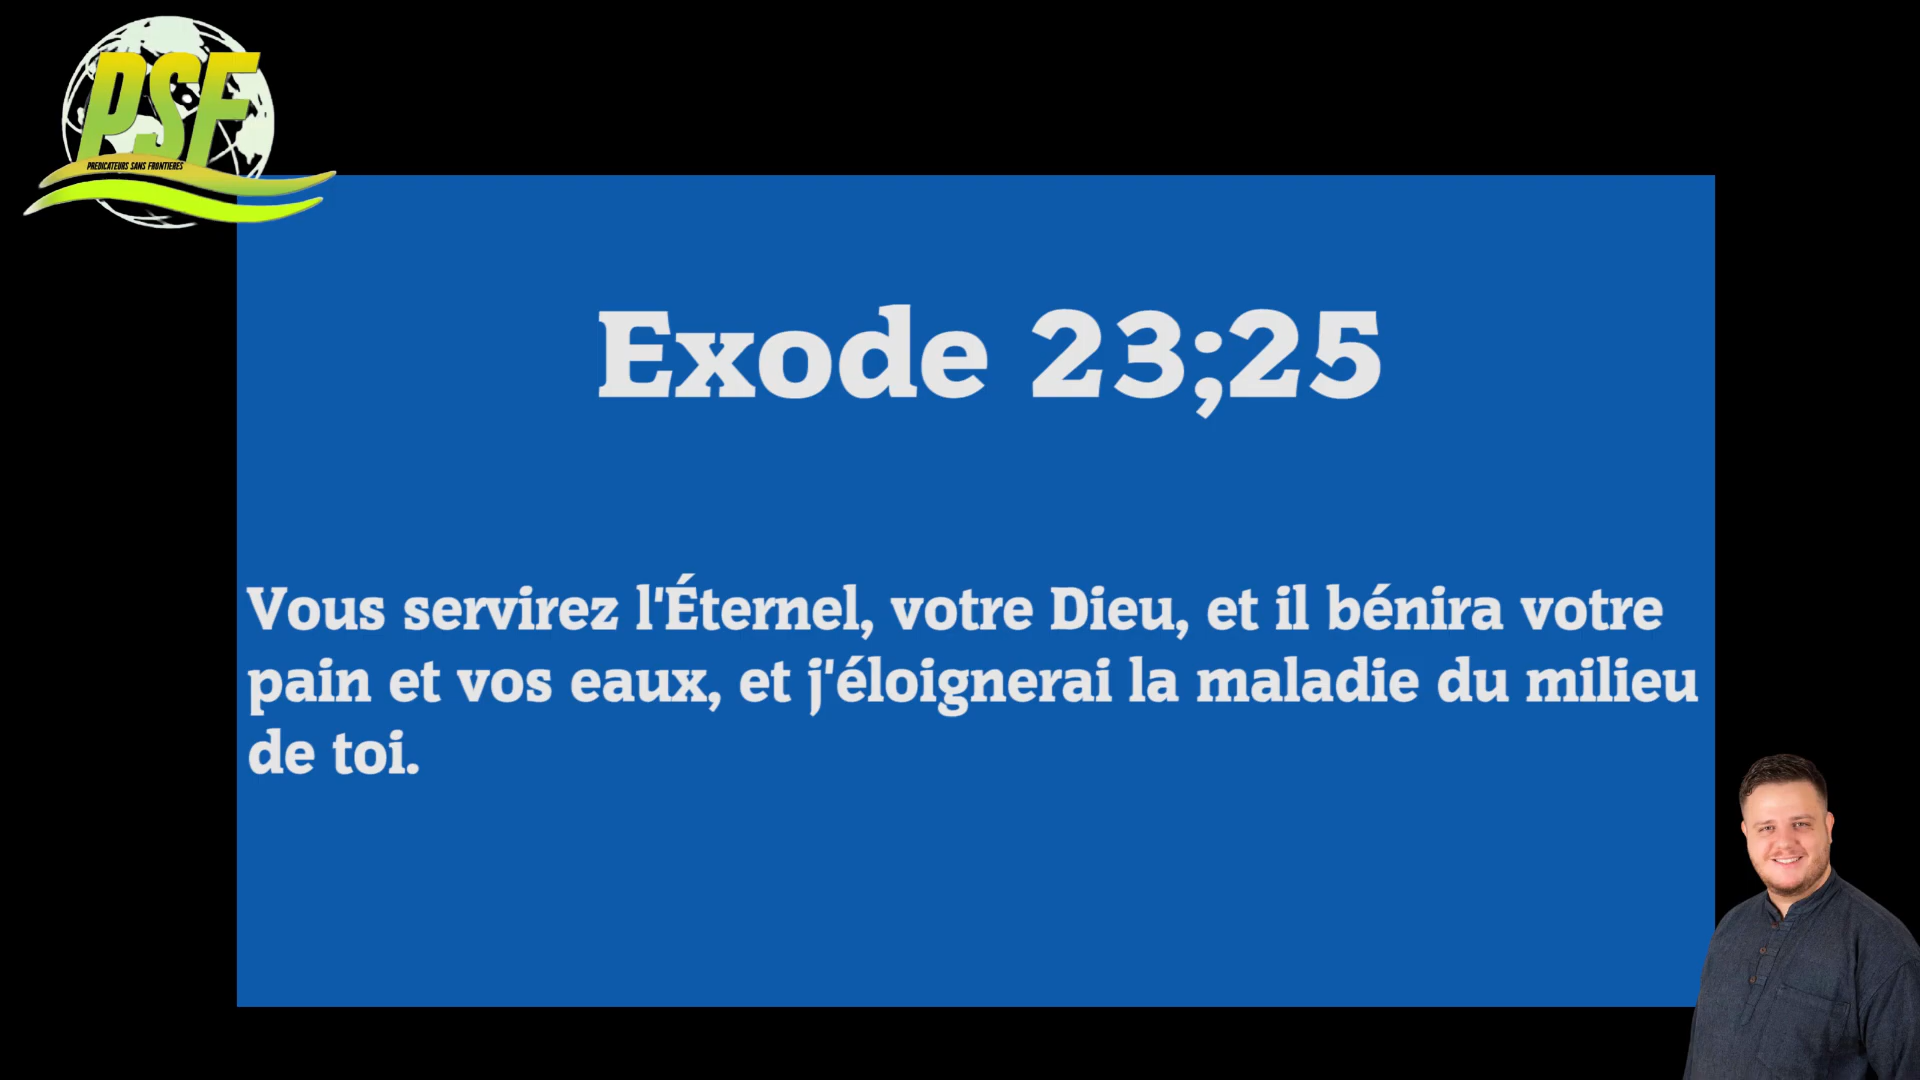 PSF
PREDICATEURS SANS FRONTIERES
Exode 23;25
Vous servirez l'Éternel, votre Dieu, et il bénira votre
pain et vos eaux, et j'éloignerai la maladie du milieu
de toi.